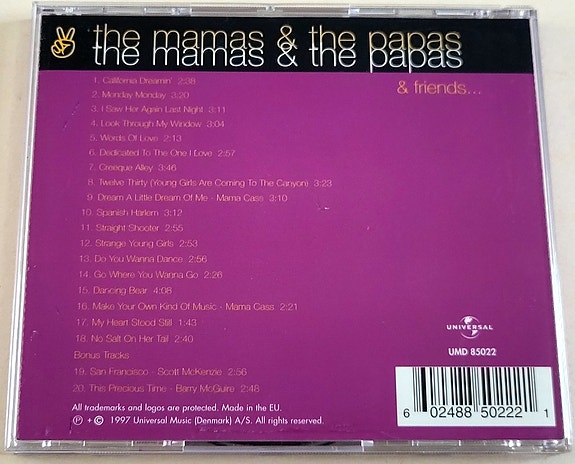 the mamas & the papas
the mamas & the papas
& friends...
1. California Dreamin' 2:38
2. Monday Monday 3:20
3. I Saw Her Again Last Night 3:11
4. Look Through My Window 3:04
5. Words Of Love 2:13
6. Dedicated To The One I Love 2:57
7. Creeque Alley 3:46
8. Twelve Thirty (Young Girls Are Coming To The Canyon) 3:23
9. Dream A Little Dream Of Me - Mama Cass 3:10
10. Spanish Harlem 3:12
11. Straight Shooter 2:55
12. Strange Young Girls 2:53
13. Do You Wanna Dance 2:56
14. Go Where You Wanna Go 2:26
15. Dancing Bear 4:08
16. Make Your Own Kind Of Music - Mama Cass 2:21
17. My Heart Stood Still 1:43
18. No Salt On Her Tail 2:40
Bonus Tracks
19. San Francisco - Scott McKenzie 2:56
20. This Precious Time - Barry McGuire 2:48
All trademarks and logos are protected. Made in the EU.
℗ + © 1997 Universal Music (Denmark) A/S. All rights reserved.
UNIVERSAL
UMD 85022
6 02488 50222 1